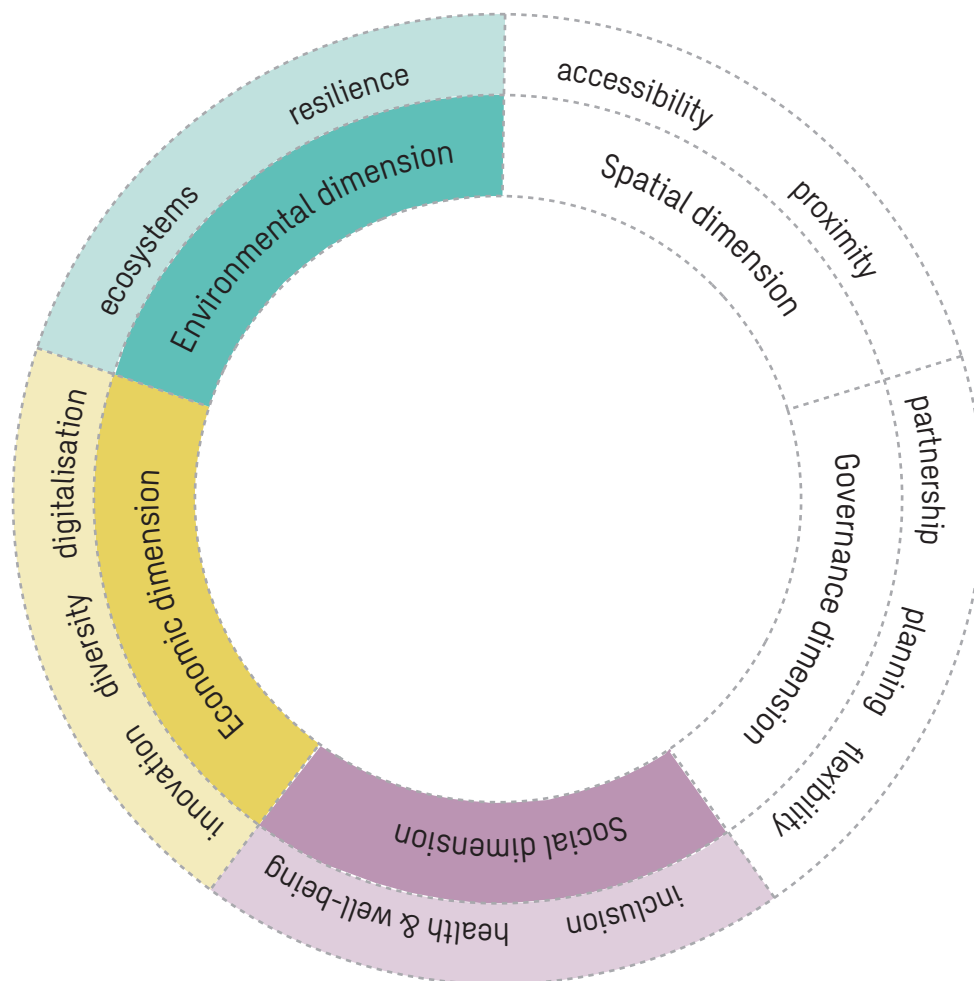 accessibility
proximity
Spatial dimension
partnership
planning
flexibility
Governance dimension
inclusion
health & well-being
Social dimension
innovation
diversity
digitalisation
Economic dimension
ecosystems
resilience
Environmental dimension